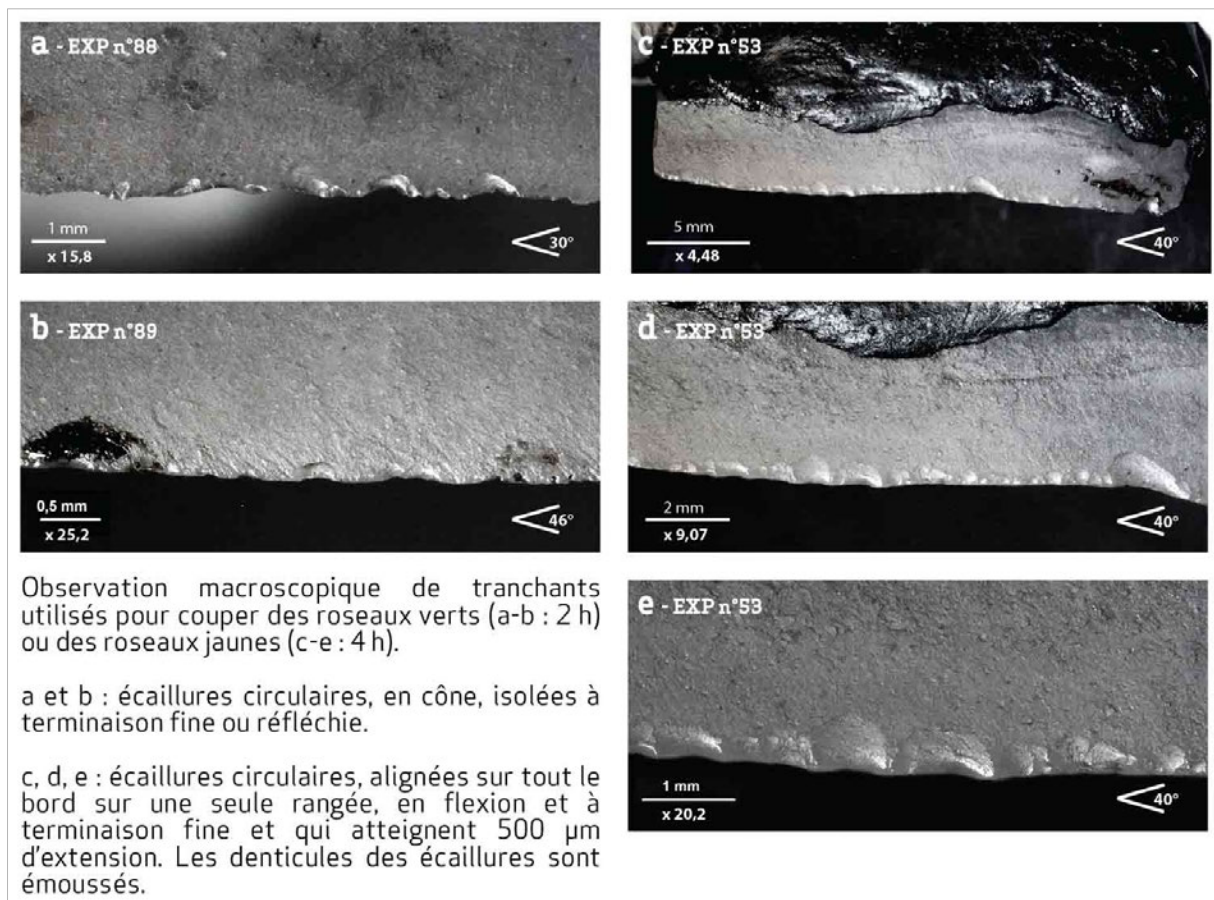 a - EXP n°88
1 mm
x 15,8
30°
b - EXP n°89
0,5 mm
x 25,2
46°
c - EXP n°53
5 mm
x 4,48
40°
d - EXP n°53
2 mm
x 9,07
40°
e - EXP n°53
1 mm
x 20,2
40°
Observation macroscopique de tranchants
utilisés pour couper des roseaux verts (a-b : 2 h)
ou des roseaux jaunes (c-e : 4 h).
a et b : écaillures circulaires, en cône, isolées à
terminaison fine ou réfléchie.
c, d, e : écaillures circulaires, alignées sur tout le
bord sur une seule rangée, en flexion et à
terminaison fine et qui atteignent 500 µm
d'extension. Les denticules des écaillures sont
émoussés.